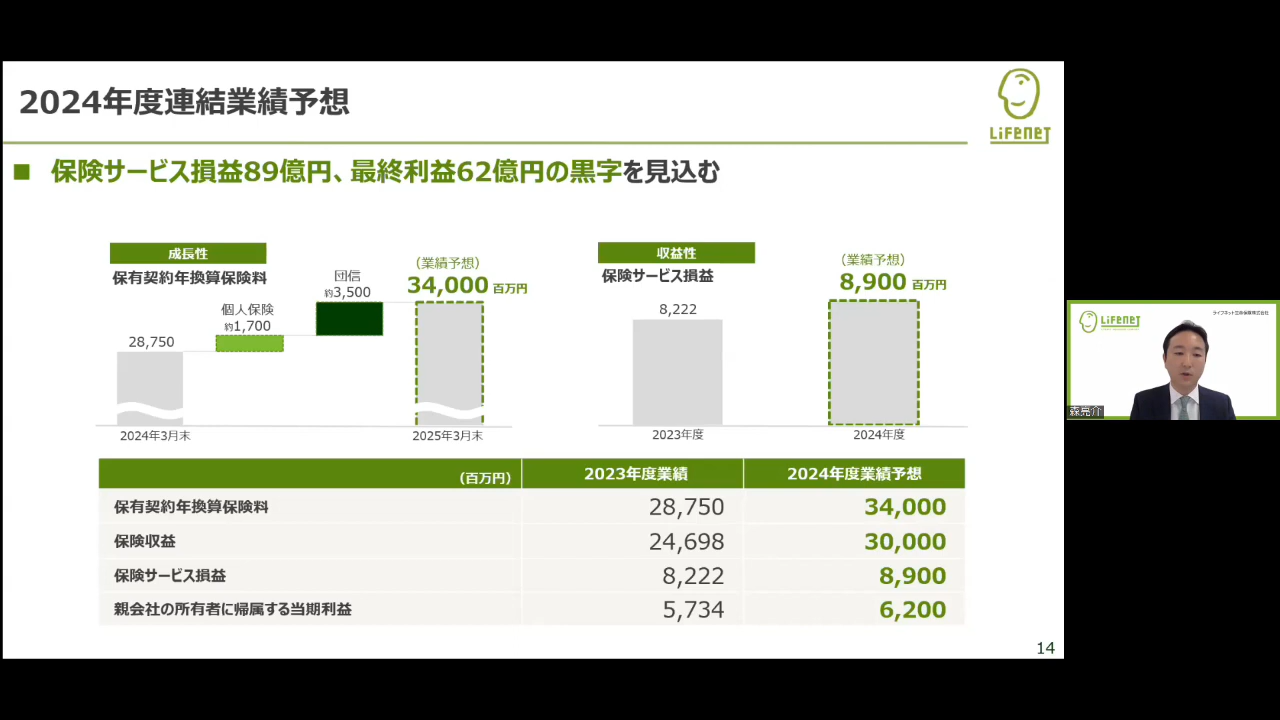 2024年度連結業績予想
LIFENET
■ 保険サービス損益89億円、最終利益62億円の黒字を見込む
成長性
保有契約年換算保険料
28,750
個人保険
約1,700
団信
約3,500
(業績予想)
34,000 百万円
2024年3月末
2025年3月末
収益性
保険サービス損益
8,222
(業績予想)
8,900 百万円
2023年度
2024年度
(百万円) 2023年度業績 2024年度業績予想
保有契約年換算保険料 28,750 34,000
保険収益 24,698 30,000
保険サービス損益 8,222 8,900
親会社の所有者に帰属する当期利益 5,734 6,200
14
LIFENET
ライフネット生命保険株式会社
森亮介